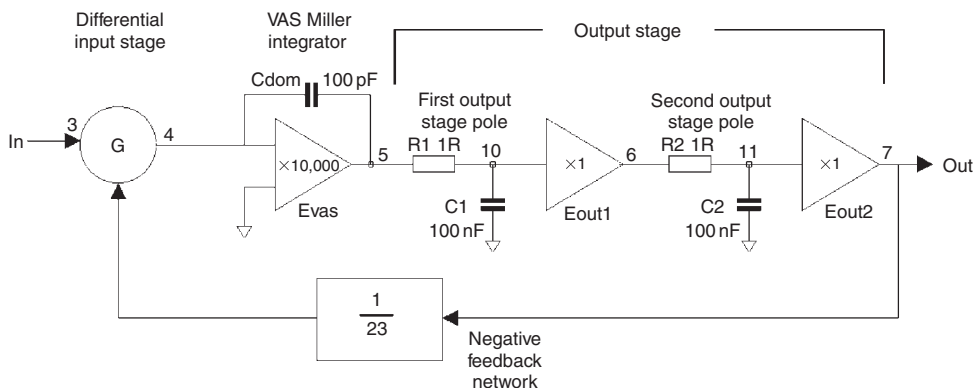 Differential
input stage
VAS Miller
integrator
Output stage
Cdom 100 pF
First output
stage pole
Second output
stage pole
In 3 G 4
×10,000
Evas
5 R1 1R 10
×1
Eout1
6 R2 1R 11
×1
Eout2
7 Out
C1
100 nF
C2
100 nF
1
23
Negative
feedback
network